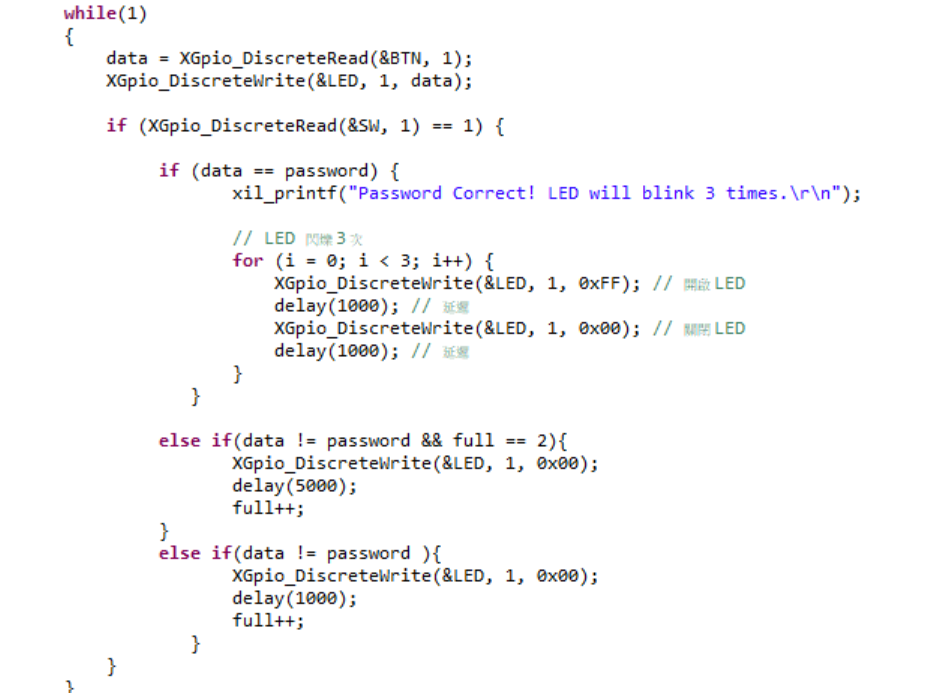 while(1)
{
data = XGpio_DiscreteRead(&BTN, 1);
XGpio_DiscreteWrite(&LED, 1, data);
if (XGpio_DiscreteRead(&SW, 1) == 1) {
if (data == password) {
xil_printf("Password Correct! LED will blink 3 times.\r\n");
// LED 閃爍 3 次
for (i = 0; i < 3; i++) {
XGpio_DiscreteWrite(&LED, 1, 0xFF); // 開啟 LED
delay(1000); // 延遲
XGpio_DiscreteWrite(&LED, 1, 0x00); // 關閉 LED
delay(1000); // 延遲
}
}
else if(data != password && full == 2){
XGpio_DiscreteWrite(&LED, 1, 0x00);
delay(5000);
full++;
}
else if(data != password ){
XGpio_DiscreteWrite(&LED, 1, 0x00);
delay(1000);
full++;
}
}
}